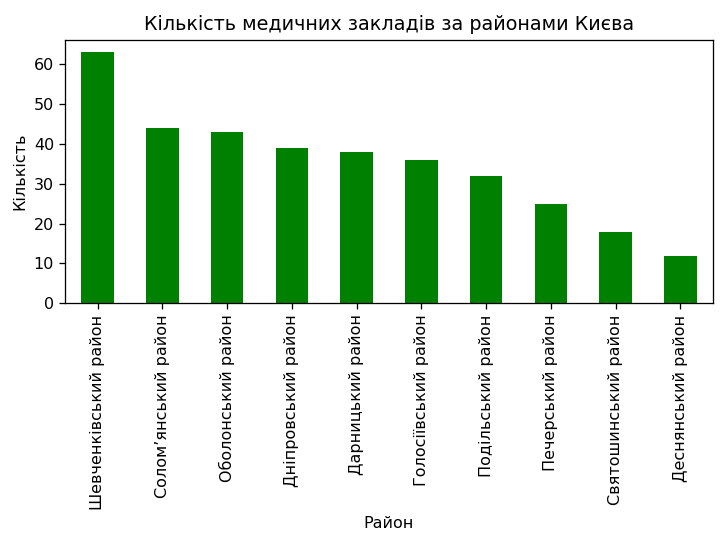 Кількість медичних закладів за районами Києва
Кількість
60
50
40
30
20
10
0
Шевченківський район
Солом’янський район
Оболонський район
Дніпровський район
Дарницький район
Голосіївський район
Подільський район
Печерський район
Святошинський район
Деснянський район
Район